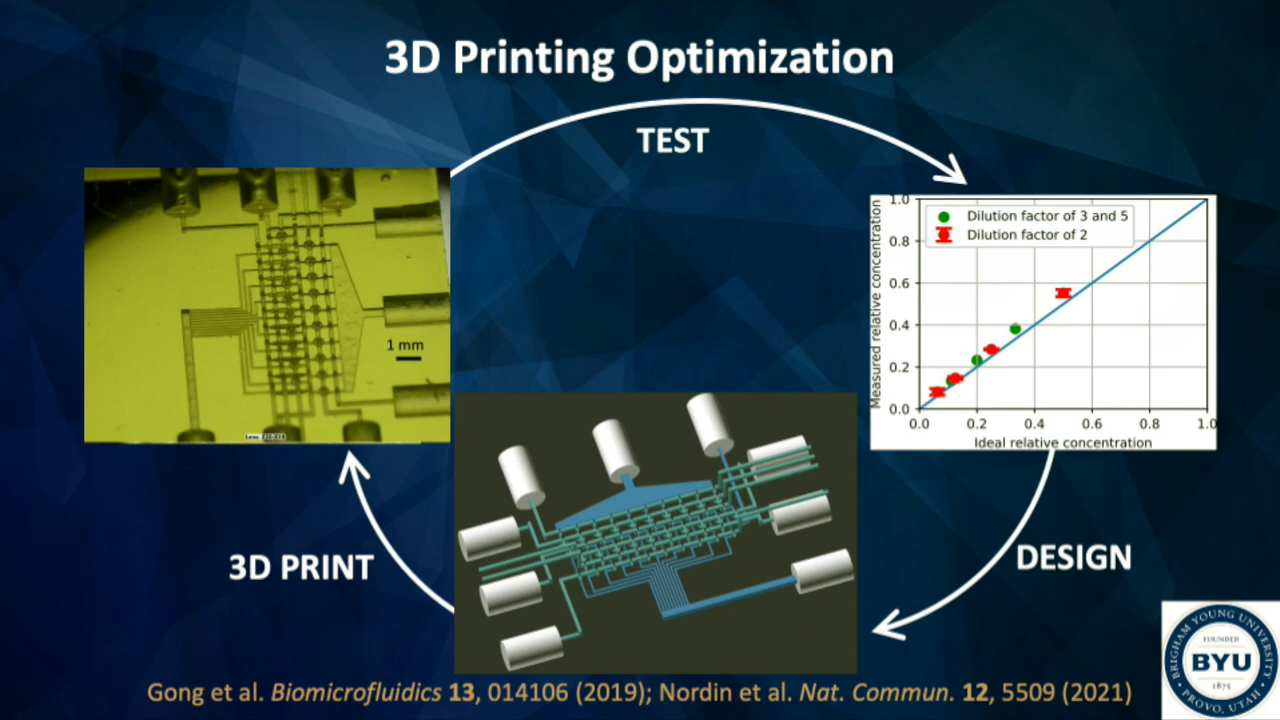 3D Printing Optimization
TEST
1 mm
1.0
0.8
0.6
0.4
0.2
0.0
0.0 0.2 0.4 0.6 0.8 1.0
Measured relative concentration
Ideal relative concentration
Dilution factor of 3 and 5
Dilution factor of 2
3D PRINT
DESIGN
BRIGHAM YOUNG UNIVERSITY
FOUNDED
BYU
1875
PROVO, UTAH
Gong et al. Biomicrofluidics 13, 014106 (2019); Nordin et al. Nat. Commun. 12, 5509 (2021)